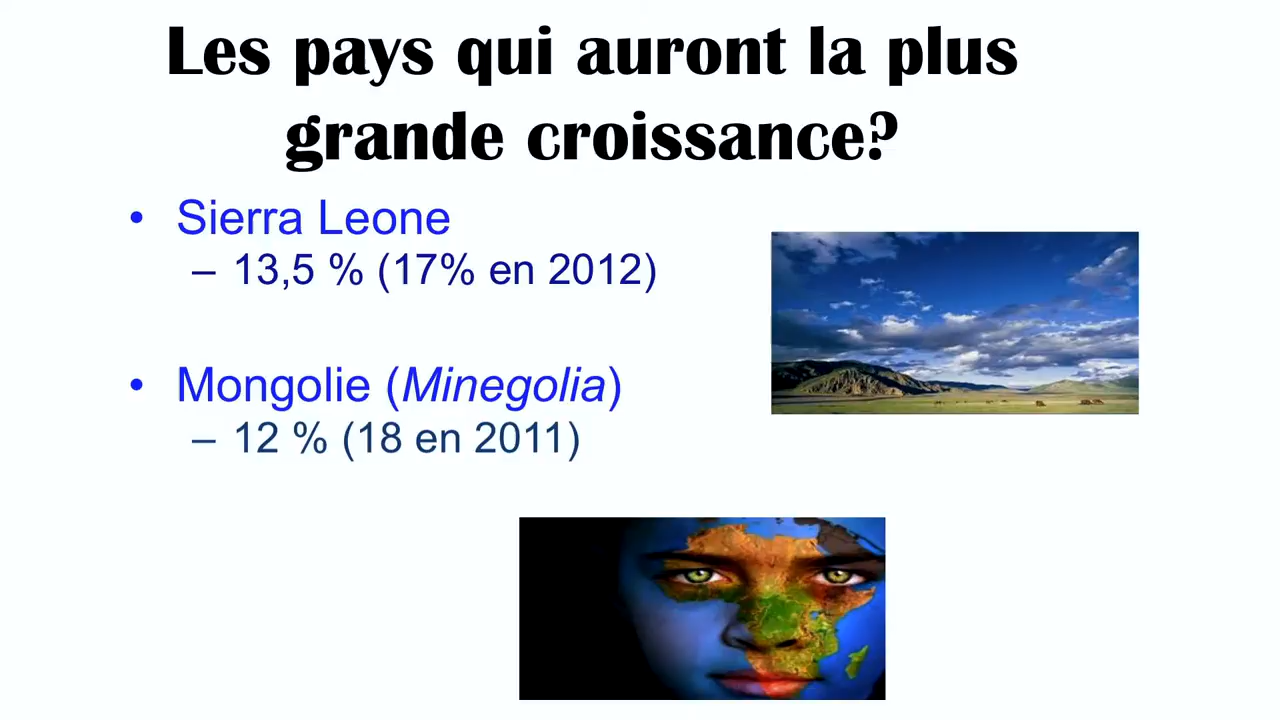 Les pays qui auront la plus
grande croissance?
• Sierra Leone
– 13,5 % (17% en 2012)
• Mongolie (Minegolia)
– 12 % (18 en 2011)